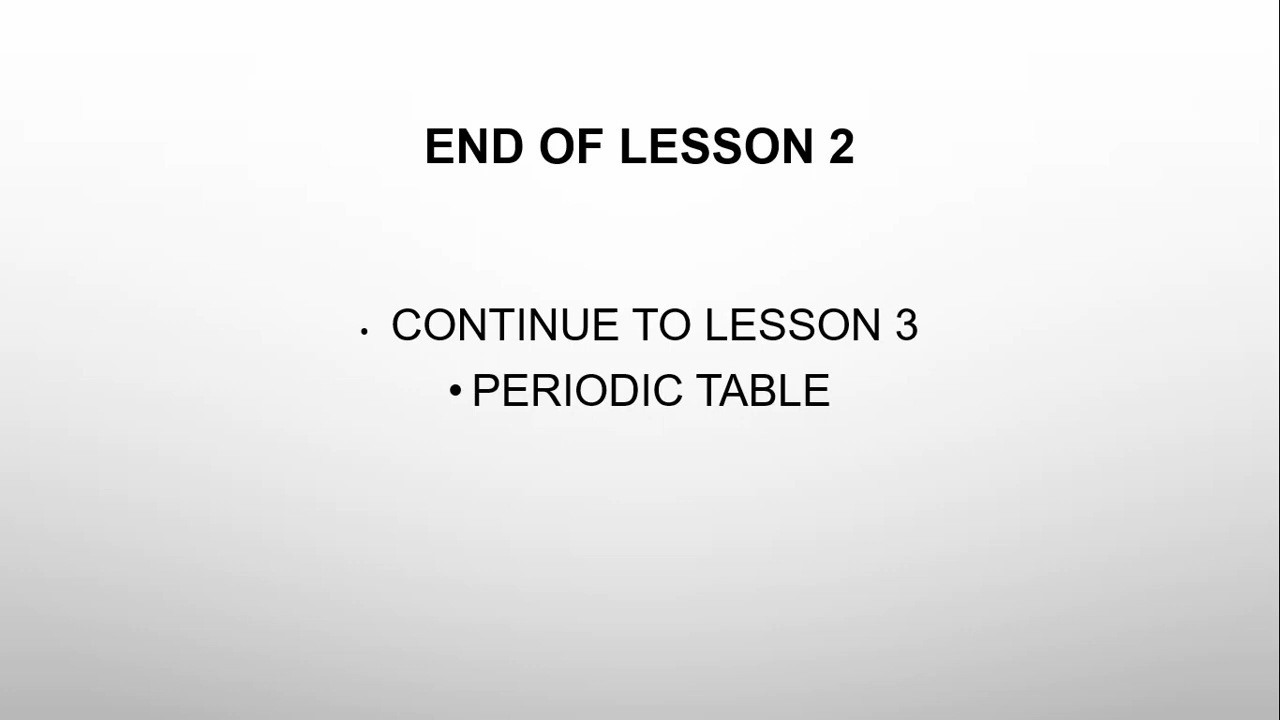 END OF LESSON 2
• CONTINUE TO LESSON 3
• PERIODIC TABLE